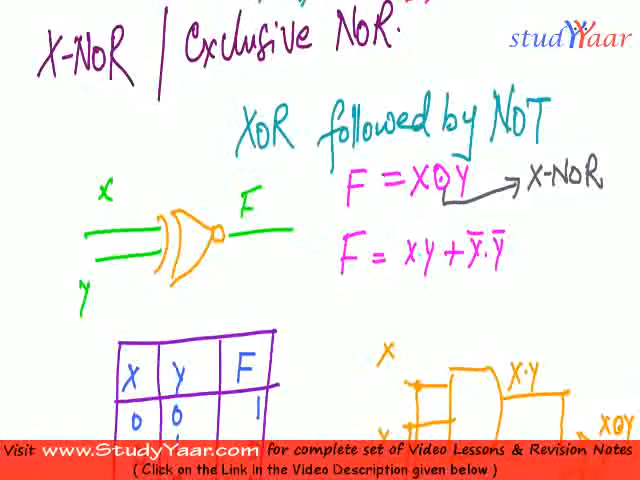 X-NOR / Exclusive NOR.
studYYaar
XOR followed by NOT
F = X⊙Y → X-NOR
X F
F = X·Y + X̅·Y̅
Y
X Y F
X X·Y
0 0 1
X⊙Y
Visit www.StudyYaar.com for complete set of Video Lessons & Revision Notes
( Click on the Link In the Video Description given below )